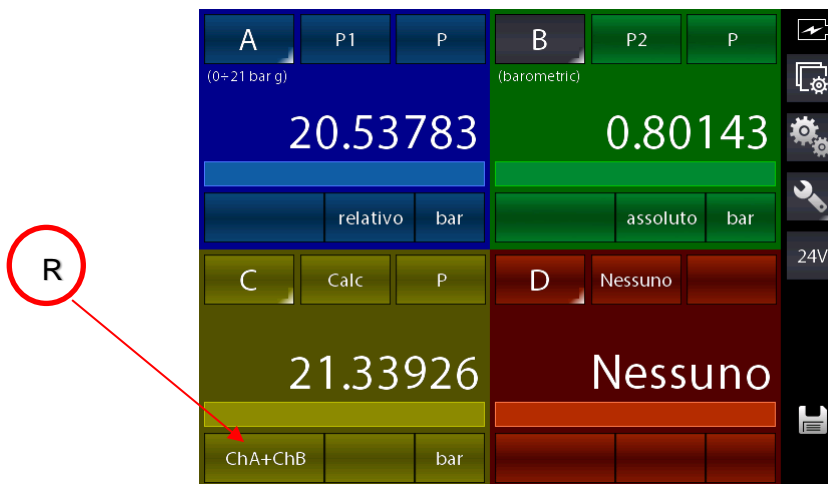 A P1 P
(0÷21 bar g)
20.53783
relativo bar
B P2 P
(barometric)
0.80143
assoluto bar
R
C Calc P
21.33926
ChA+ChB bar
D Nessuno
Nessuno
24V